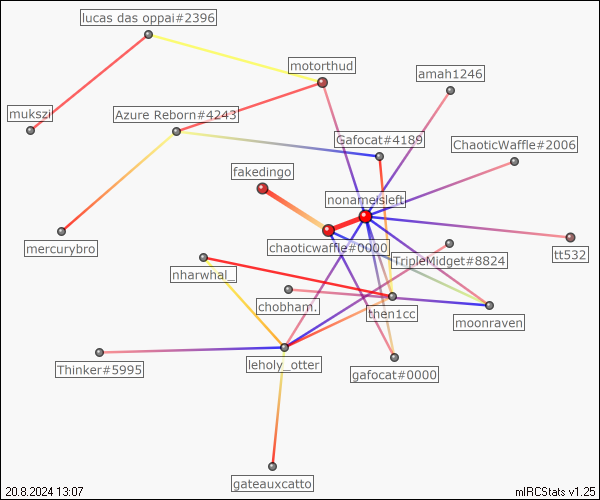 lucas das oppai#2396
motorthud
amah1246
mukszi
Azure Reborn#4243
Gafocat#4189
ChaoticWaffle#2006
fakedingo
nonameisleft
mercurybro
chaoticwaffle#0000
TripleMidget#8824
tt532
nharwhal_
chobham.
then1cc
moonraven
Thinker#5995
leholy_otter
gafocat#0000
gateauxcatto
20.8.2024 13:07
mIRCStats v1.25